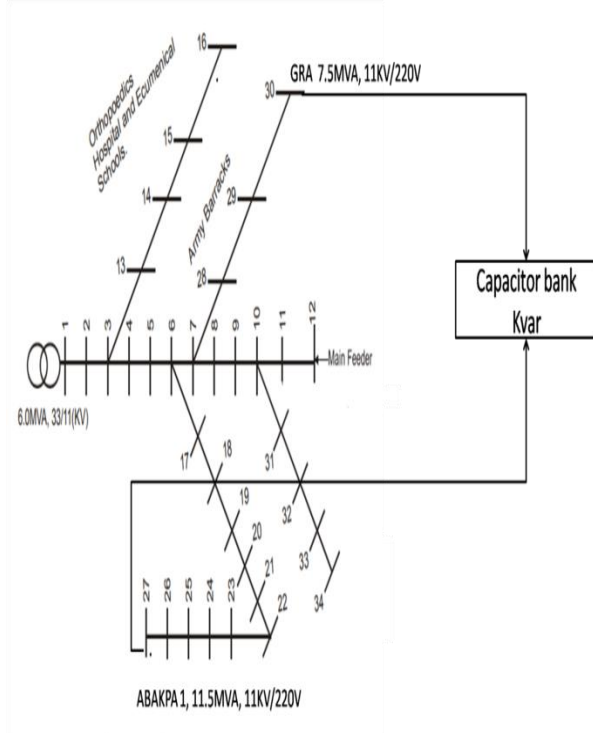 16
GRA 7.5MVA, 11KV/220V
30
Orthopoedics
Hospital and Ecumenical
Schools.
15
14
29
Army Barracks
13
28
Capacitor bank
Kvar
1 2 3 4 5 6 7 8 9 10 11 12
Main Feeder
6.0MVA, 33/11(KV)
17
18
31
19
32
20
33
21
34
22
27 26 25 24 23
ABAKPA 1, 11.5MVA, 11KV/220V